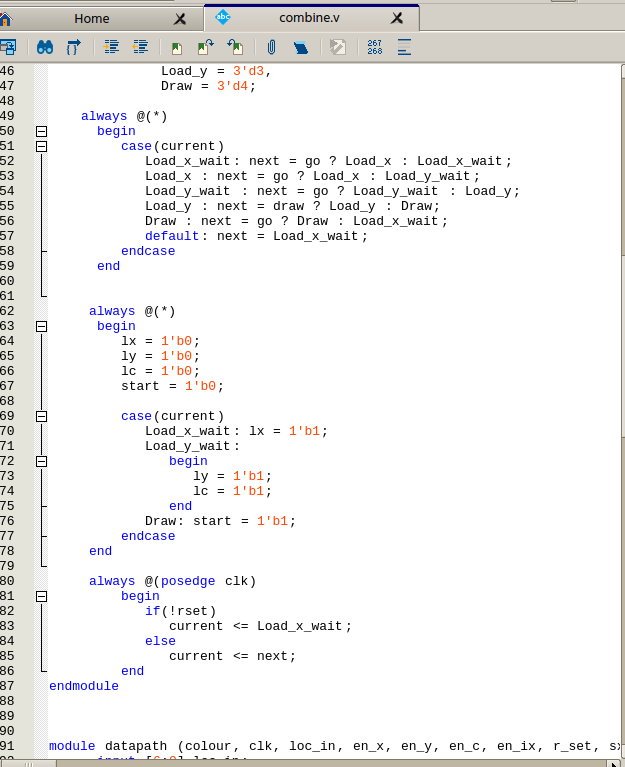 Home
combine.v
abc
267
268
46 Load_y = 3'd3,
47 Draw = 3'd4;
48
49 always @(*)
50 begin
51 case(current)
52 Load_x_wait: next = go ? Load_x : Load_x_wait;
53 Load_x : next = go ? Load_x : Load_y_wait;
54 Load_y_wait : next = go ? Load_y_wait : Load_y;
55 Load_y : next = draw ? Load_y : Draw;
56 Draw : next = go ? Draw : Load_x_wait;
57 default: next = Load_x_wait;
58 endcase
59 end
60
61
62 always @(*)
63 begin
64 lx = 1'b0;
65 ly = 1'b0;
66 lc = 1'b0;
67 start = 1'b0;
68
69 case(current)
70 Load_x_wait: lx = 1'b1;
71 Load_y_wait:
72 begin
73 ly = 1'b1;
74 lc = 1'b1;
75 end
76 Draw: start = 1'b1;
77 endcase
78 end
79
80 always @(posedge clk)
81 begin
82 if(!rset)
83 current <= Load_x_wait;
84 else
85 current <= next;
86 end
87 endmodule
88
89
90
91 module datapath (colour, clk, loc_in, en_x, en_y, en_c, en_ix, r_set,